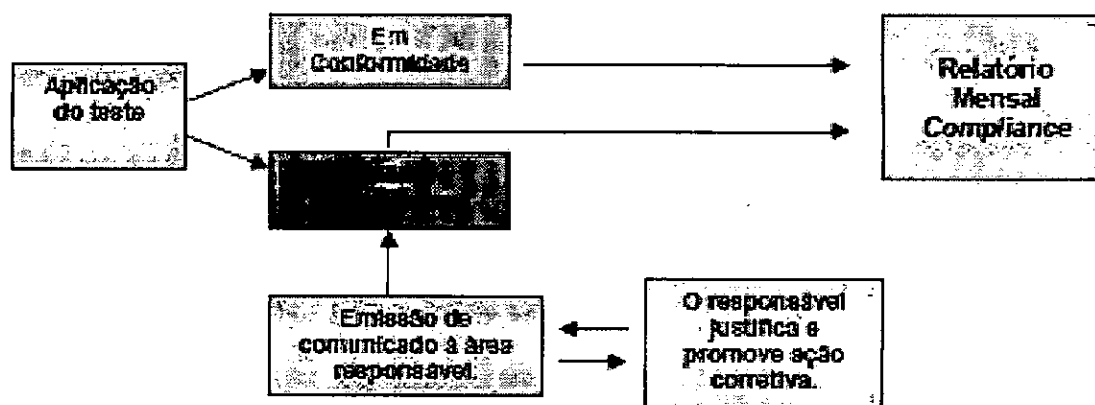 Em
Conformidade
Aplicação
do teste
Relatório
Mensal
Compliance
Emissão de
comunicado à área
responsável.
O responsável
justifica e
promove ação
corretiva.